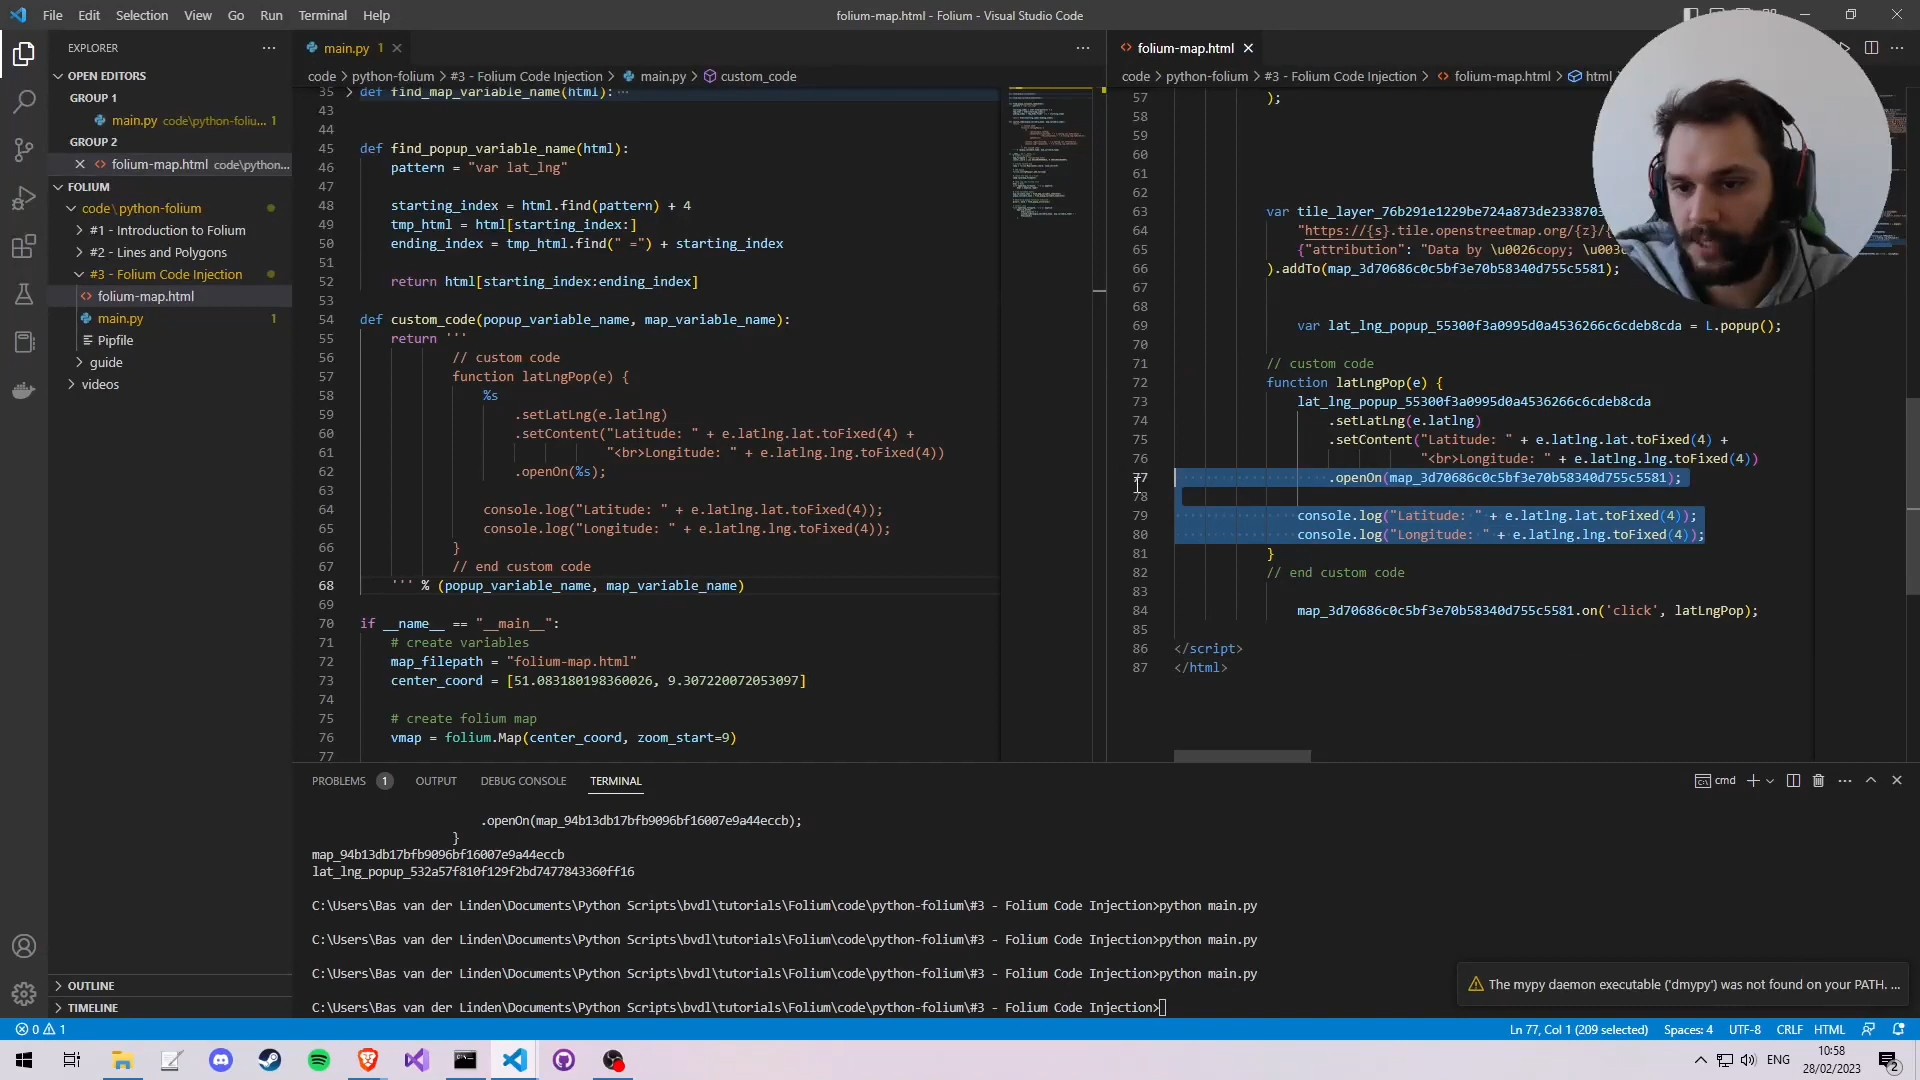 File Edit Selection View Go Run Terminal Help
folium-map.html - Folium - Visual Studio Code
EXPLORER
OPEN EDITORS
GROUP 1
main.py code\python-foliu... 1
GROUP 2
folium-map.html code\python...
FOLIUM
code\python-folium
#1 - Introduction to Folium
#2 - Lines and Polygons
#3 - Folium Code Injection
folium-map.html
main.py 1
Pipfile
guide
videos
OUTLINE
TIMELINE
main.py 1
code > python-folium > #3 - Folium Code Injection > main.py > custom_code
35 def find_map_variable_name(html): ...
43
44
45 def find_popup_variable_name(html):
46 pattern = "var lat_lng"
47
48 starting_index = html.find(pattern) + 4
49 tmp_html = html[starting_index:]
50 ending_index = tmp_html.find(" =") + starting_index
51
52 return html[starting_index:ending_index]
53
54 def custom_code(popup_variable_name, map_variable_name):
55 return '''
56 // custom code
57 function latLngPop(e) {
58 %s
59 .setLatLng(e.latlng)
60 .setContent("Latitude: " + e.latlng.lat.toFixed(4) +
61 "<br>Longitude: " + e.latlng.lng.toFixed(4))
62 .openOn(%s);
63
64 console.log("Latitude: " + e.latlng.lat.toFixed(4));
65 console.log("Longitude: " + e.latlng.lng.toFixed(4));
66 }
67 // end custom code
68 ''' % (popup_variable_name, map_variable_name)
69
70 if __name__ == "__main__":
71 # create variables
72 map_filepath = "folium-map.html"
73 center_coord = [51.083180198360026, 9.307220072053097]
74
75 # create folium map
76 vmap = folium.Map(center_coord, zoom_start=9)
77
folium-map.html
code > python-folium > #3 - Folium Code Injection > folium-map.html > html
57 );
58
59
60
61
62
63 var tile_layer_76b291e1229be724a873de2338703
64 "https://{s}.tile.openstreetmap.org/{z}/{
65 {"attribution": "Data by \u0026copy; \u003c
66 ).addTo(map_3d70686c0c5bf3e70b58340d755c5581);
67
68
69 var lat_lng_popup_55300f3a0995d0a4536266c6cdeb8cda = L.popup();
70
71 // custom code
72 function latLngPop(e) {
73 lat_lng_popup_55300f3a0995d0a4536266c6cdeb8cda
74 .setLatLng(e.latlng)
75 .setContent("Latitude: " + e.latlng.lat.toFixed(4) +
76 "<br>Longitude: " + e.latlng.lng.toFixed(4))
77 .openOn(map_3d70686c0c5bf3e70b58340d755c5581);
78
79 console.log("Latitude: " + e.latlng.lat.toFixed(4));
80 console.log("Longitude: " + e.latlng.lng.toFixed(4));
81 }
82 // end custom code
83
84 map_3d70686c0c5bf3e70b58340d755c5581.on('click', latLngPop);
85
86 </script>
87 </html>
PROBLEMS 1 OUTPUT DEBUG CONSOLE TERMINAL
cmd
.openOn(map_94b13db17bfb9096bf16007e9a44eccb);
}
map_94b13db17bfb9096bf16007e9a44eccb
lat_lng_popup_532a57f810f129f2bd7477843360ff16
C:\Users\Bas van der Linden\Documents\Python Scripts\bvdl\tutorials\Folium\code\python-folium\#3 - Folium Code Injection>python main.py
C:\Users\Bas van der Linden\Documents\Python Scripts\bvdl\tutorials\Folium\code\python-folium\#3 - Folium Code Injection>python main.py
C:\Users\Bas van der Linden\Documents\Python Scripts\bvdl\tutorials\Folium\code\python-folium\#3 - Folium Code Injection>python main.py
C:\Users\Bas van der Linden\Documents\Python Scripts\bvdl\tutorials\Folium\code\python-folium\#3 - Folium Code Injection>
The mypy daemon executable ('dmypy') was not found on your PATH. ...
0 1
Ln 77, Col 1 (209 selected) Spaces: 4 UTF-8 CRLF HTML
ENG
10:58
28/02/2023
2